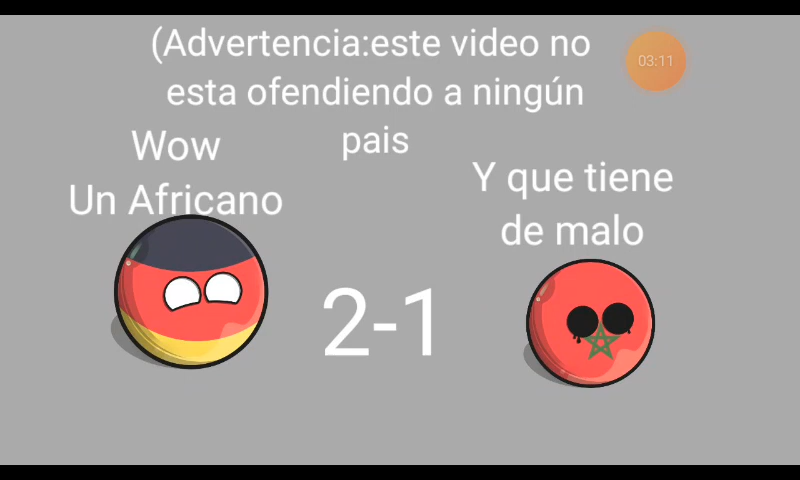 (Advertencia:este video no
esta ofendiendo a ningún
pais
03:11
Wow
Un Africano
Y que tiene
de malo
2-1